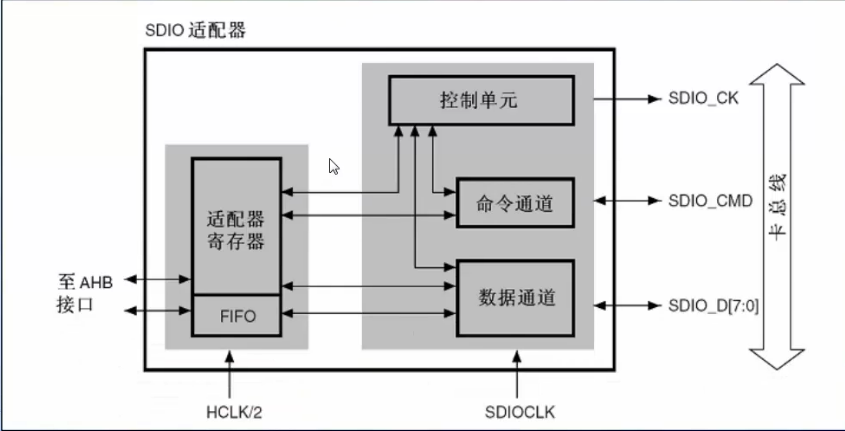 SDIO 适配器
控制单元
SDIO_CK
适配器
寄存器
命令通道
SDIO_CMD
卡总线
至 AHB
接口
FIFO
数据通道
SDIO_D[7:0]
HCLK/2
SDIOCLK